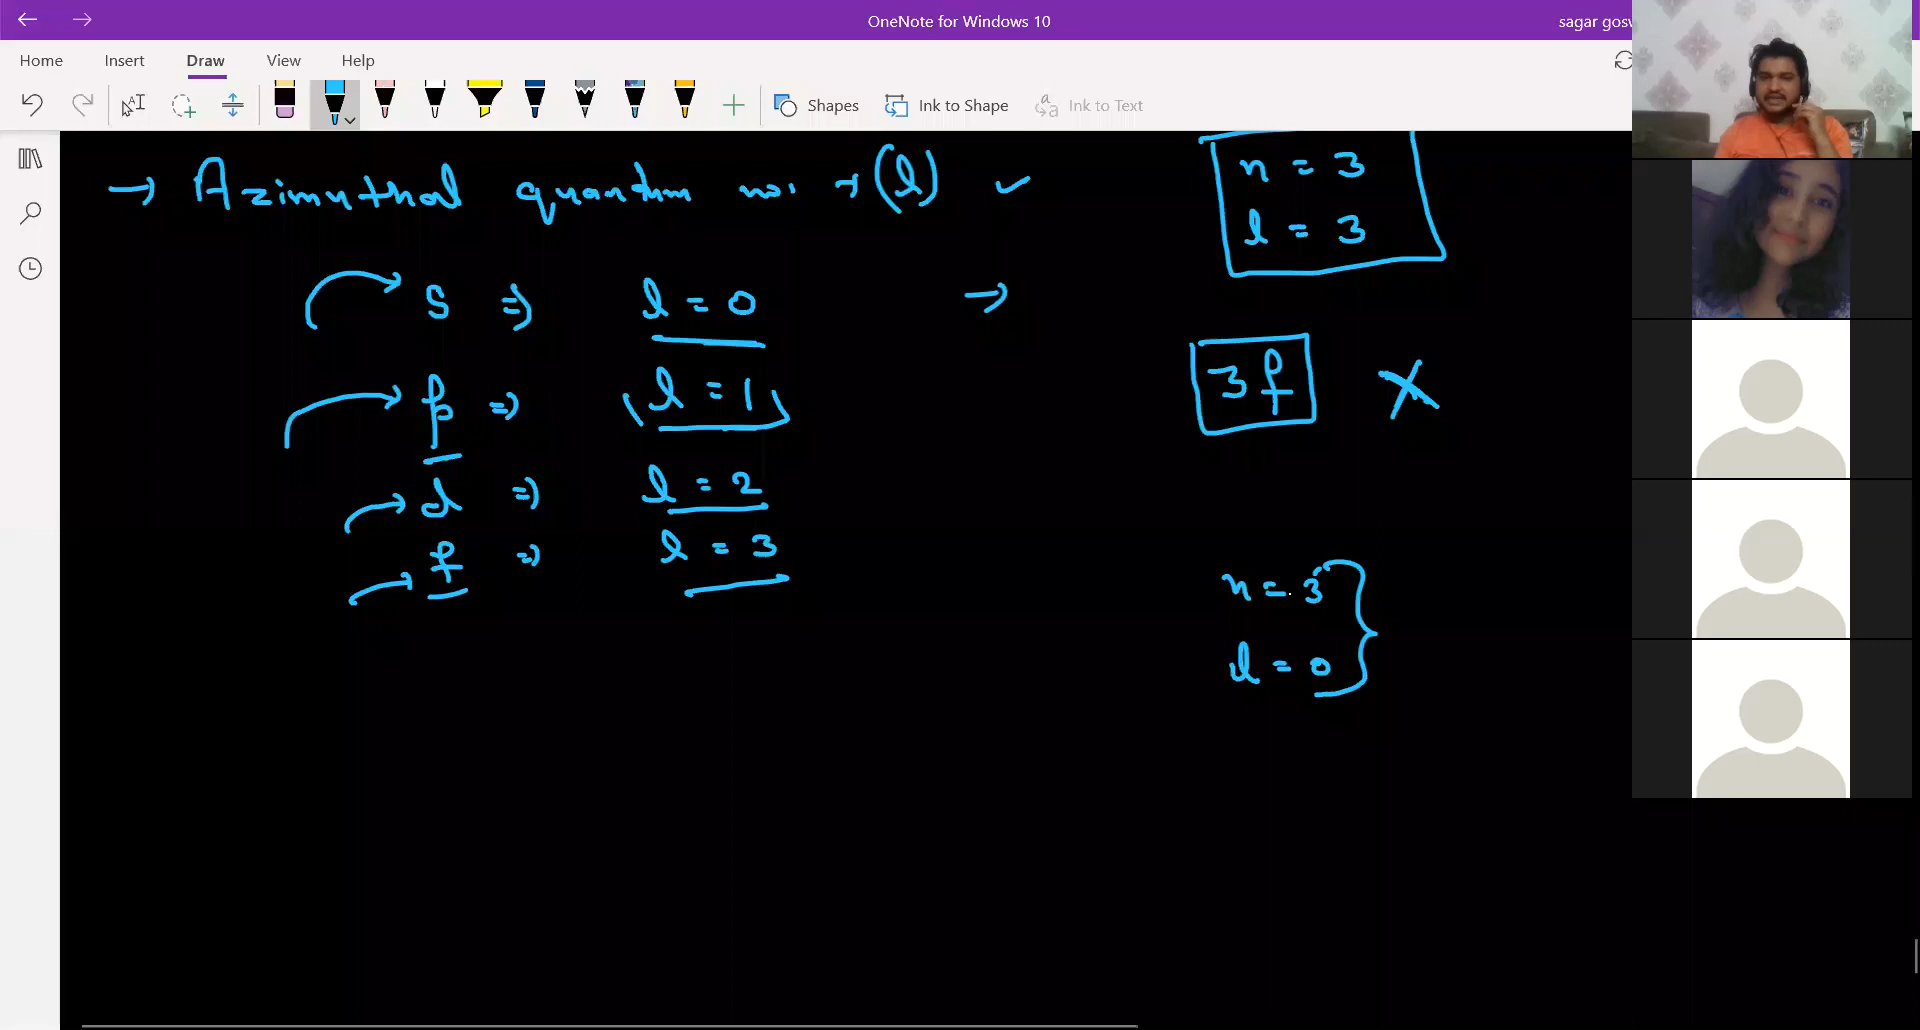 OneNote for Windows 10
sagar gosw
Home Insert Draw View Help
Shapes Ink to Shape Ink to Text
→ Azimuthal quantum no. → (l) ✓
s ⇒ l = 0 →
p ⇒ l = 1
d ⇒ l = 2
f ⇒ l = 3
n = 3
l = 3
3f X
n = 3
l = 0